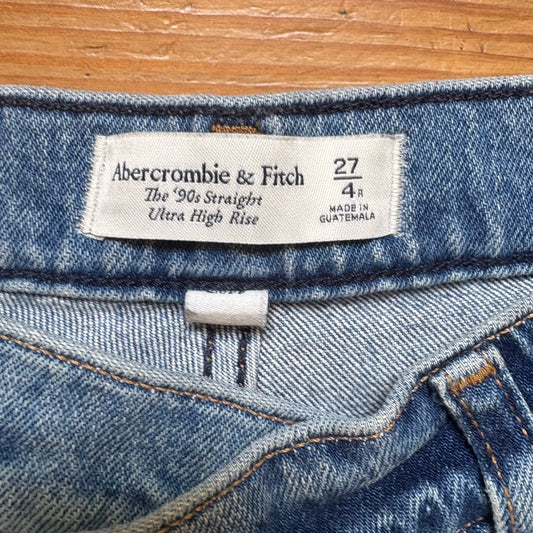 Abercrombie & Fitch
The '90s Straight
Ultra High Rise
27
4R
MADE IN
GUATEMALA